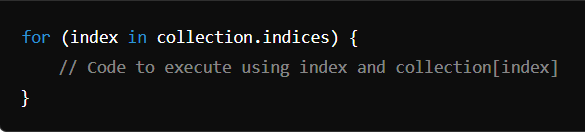 for (index in collection.indices) {
    // Code to execute using index and collection[index]
}